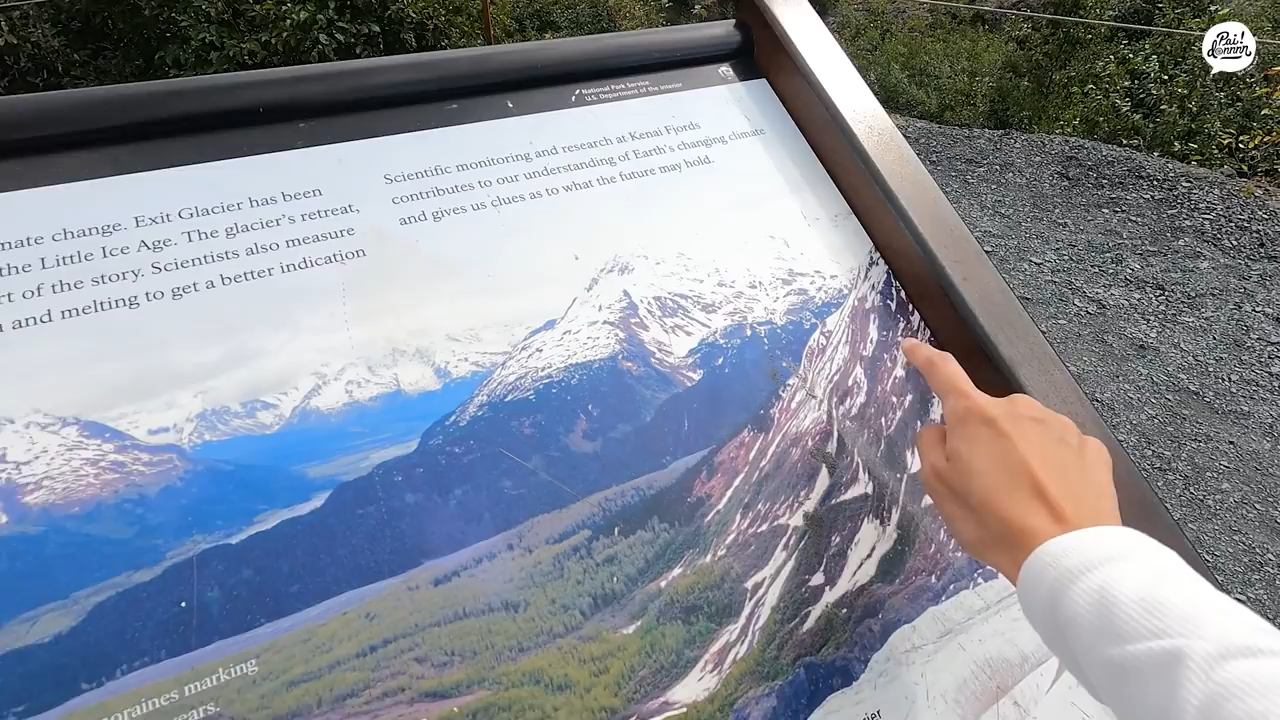 Pai!
dönnnn
National Park Service
U.S. Department of the Interior
mate change. Exit Glacier has been
the Little Ice Age. The glacier's retreat,
rt of the story. Scientists also measure
and melting to get a better indication
Scientific monitoring and research at Kenai Fjords
contributes to our understanding of Earth's changing climate
and gives us clues as to what the future may hold.
oraines marking
years.
ier